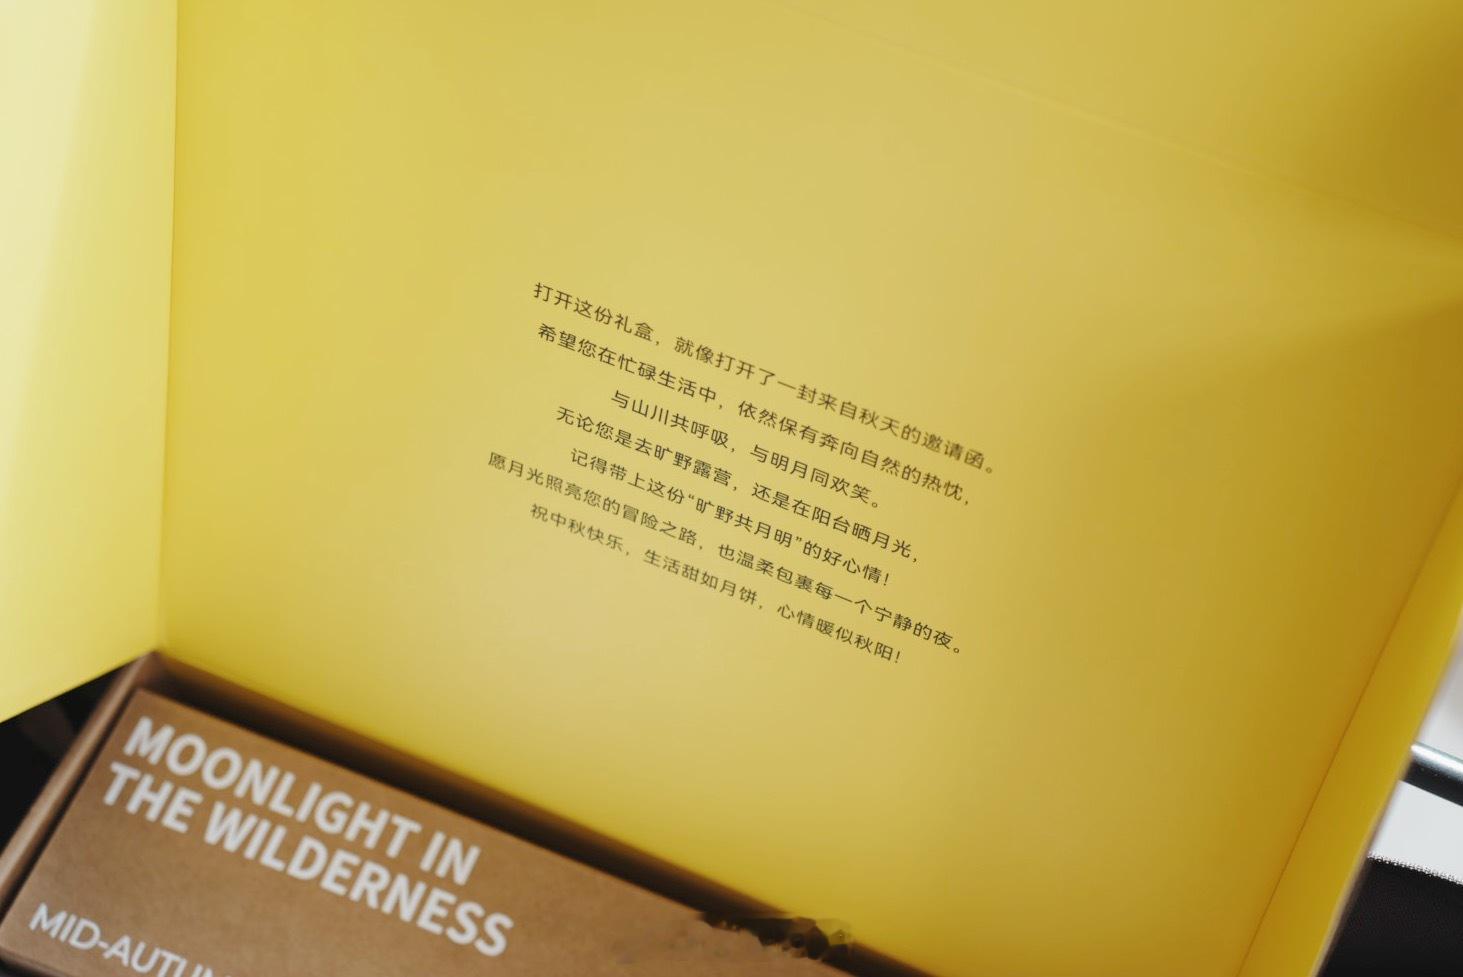 打开这份礼盒，就像打开了一封来自秋天的邀请函。
希望您在忙碌生活中，依然保有奔向自然的热忱，
与山川共呼吸，与明月同欢笑。
无论您是去旷野露营，还是在阳台晒月光，
记得带上这份“旷野共月明”的好心情！
愿月光照亮您的冒险之路，也温柔包裹每一个宁静的夜。
祝中秋快乐，生活甜如月饼，心情暖似秋阳！
MOONLIGHT IN
THE WILDERNESS